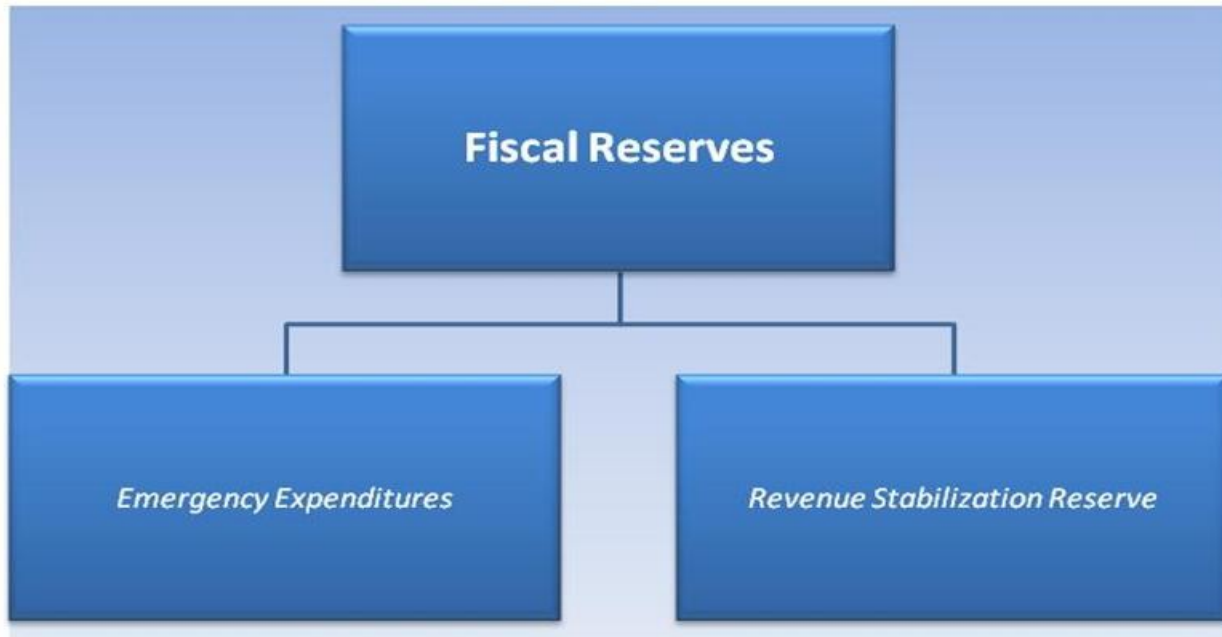 Fiscal Reserves
Emergency Expenditures
Revenue Stabilization Reserve